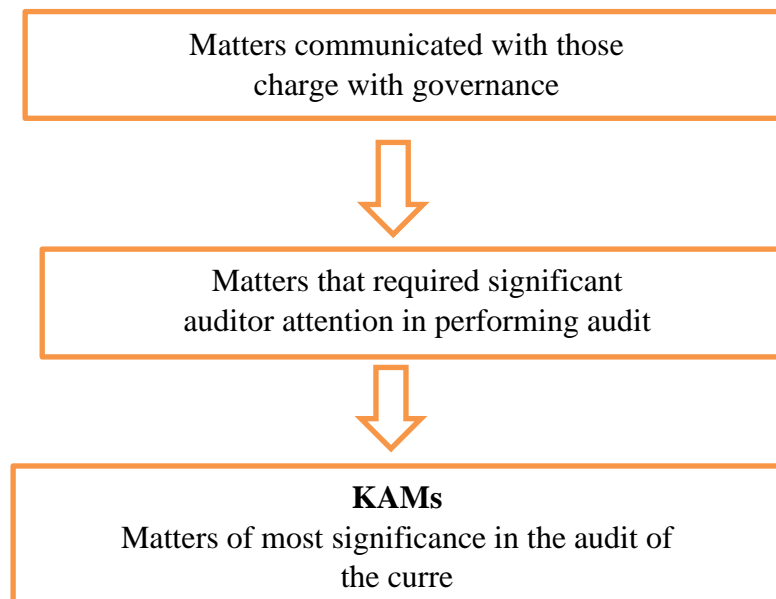 Matters communicated with those
charge with governance
Matters that required significant
auditor attention in performing audit
KAMs
Matters of most significance in the audit of
the curre